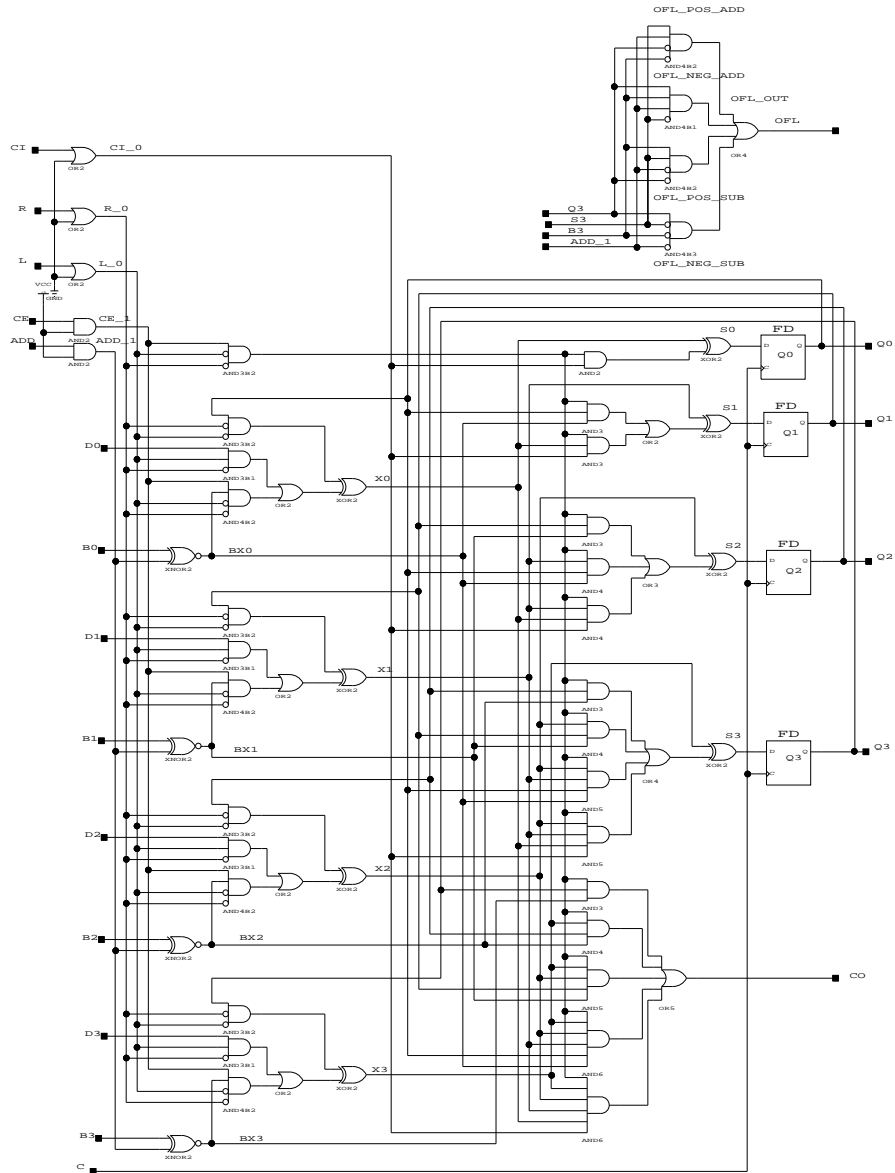 OFL_POS_ADD
AND4B2
OFL_NEG_ADD
OFL_OUT
OFL
AND4B1
OR4
CI
CI_0
OR2
AND4B2
OFL_POS_SUB
R
R_0
OR2
Q3
S3
B3
ADD_1
AND4B3
OFL_NEG_SUB
L
L_0
OR2
VCC
GND
CE
CE_1
AND2
ADD
ADD_1
AND2
AND3B2
AND2
S0
XOR2
FD
D
Q
Q0
C
Q0
AND3B2
D0
AND3B1
AND4B2
OR2
XOR2
X0
AND3
AND3
OR2
S1
XOR2
FD
D
Q
Q1
C
Q1
B0
XNOR2
BX0
AND3
AND4
AND4
OR3
S2
XOR2
FD
D
Q
Q2
C
Q2
AND3B2
D1
AND3B1
AND4B2
OR2
XOR2
X1
B1
XNOR2
BX1
AND3
AND4
AND5
AND5
OR4
S3
XOR2
FD
D
Q
Q3
C
Q3
AND3B2
D2
AND3B1
AND4B2
OR2
XOR2
X2
B2
XNOR2
BX2
AND3
AND4
AND5
AND6
AND6
OR5
CO
AND3B2
D3
AND3B1
AND4B2
OR2
XOR2
X3
B3
XNOR2
BX3
C